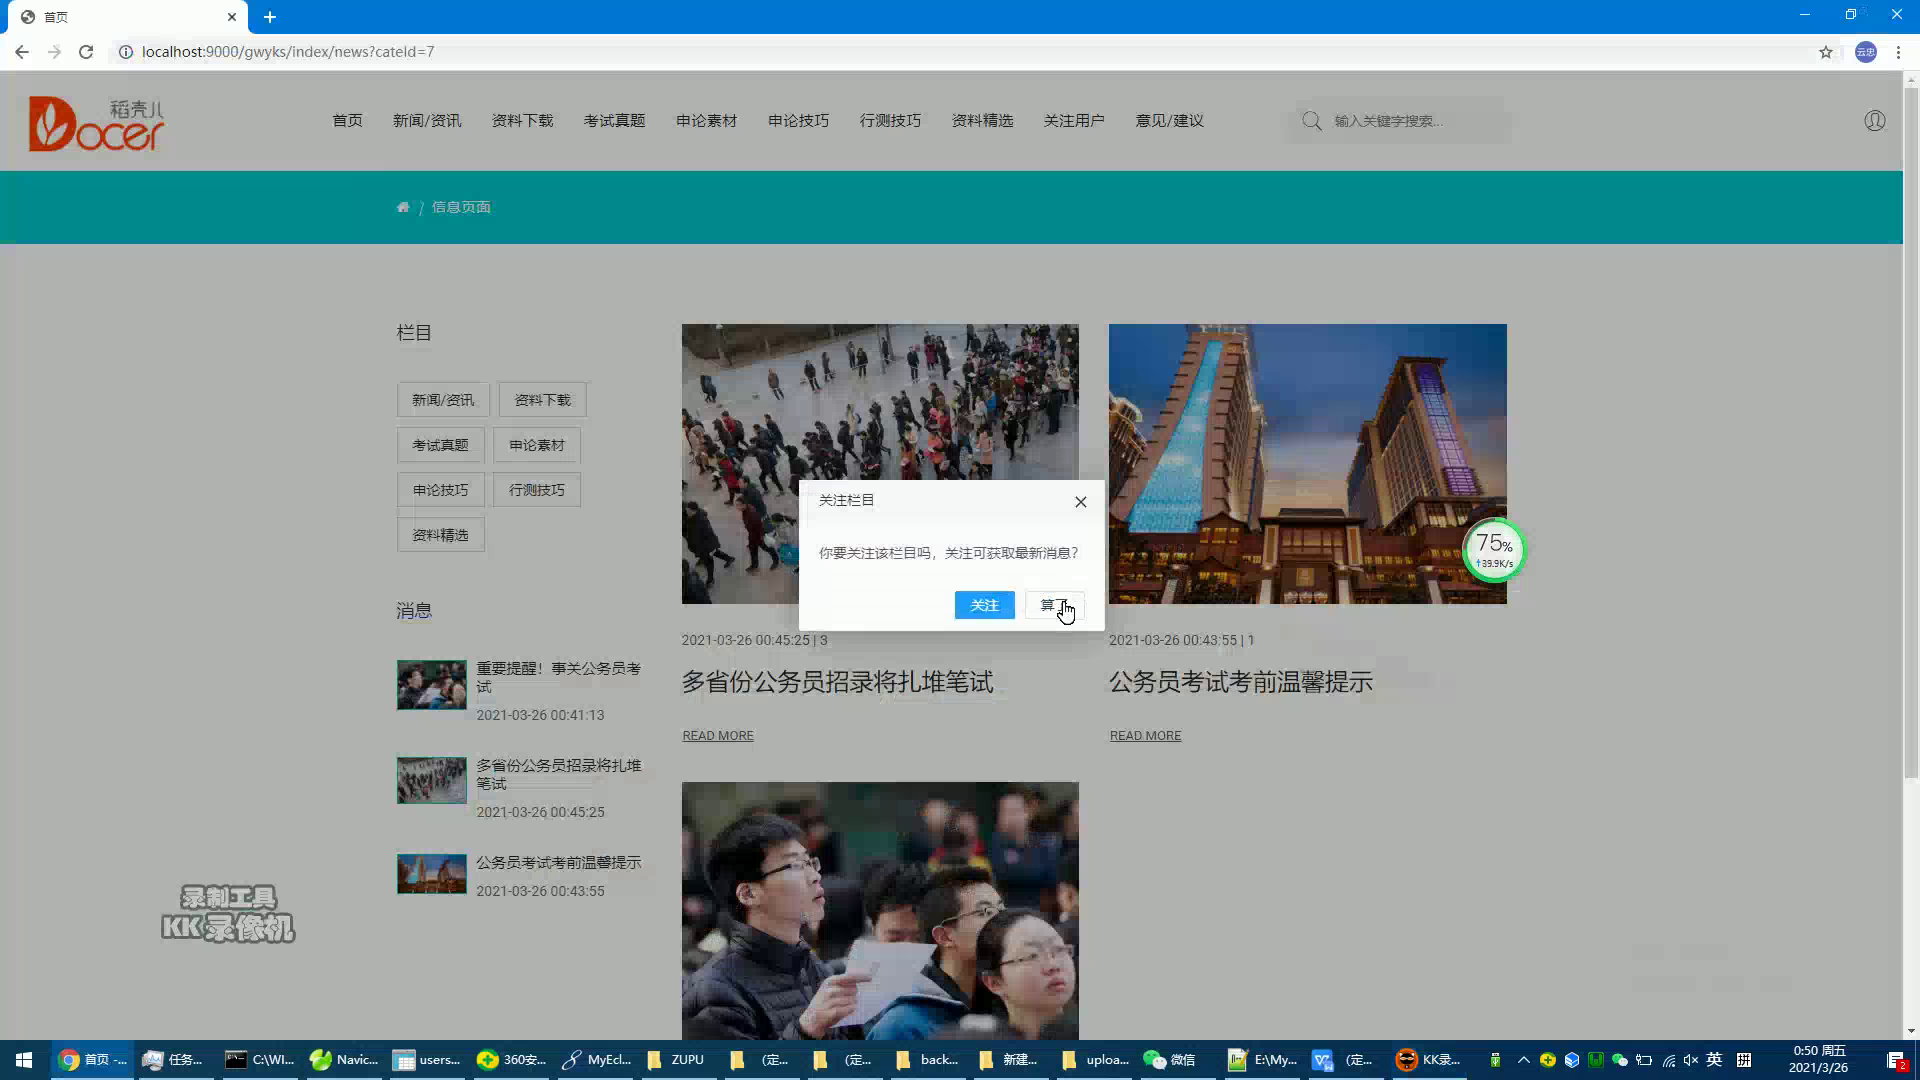 首页
localhost:9000/gwyks/index/news?cateId=7
云忠
稻壳儿
Docer
首页 新闻/资讯 资料下载 考试真题 申论素材 申论技巧 行测技巧 资料精选 关注用户 意见/建议
输入关键字搜索...
/ 信息页面
栏目
新闻/资讯 资料下载
考试真题 申论素材
申论技巧 行测技巧
资料精选
消息
重要提醒！事关公务员考
试
2021-03-26 00:41:13
多省份公务员招录将扎堆
笔试
2021-03-26 00:45:25
公务员考试考前温馨提示
2021-03-26 00:43:55
2021-03-26 00:45:25 | 3
多省份公务员招录将扎堆笔试
READ MORE
2021-03-26 00:43:55 | 1
公务员考试考前温馨提示
READ MORE
关注栏目
你要关注该栏目吗，关注可获取最新消息？
关注
75%
39.9K/s
录制工具
KK 录像机
首页 -...
任务...
C:\WI...
Navic...
users...
360安...
MyEcl...
ZUPU
(定...
(定...
back...
新建...
uploa...
微信
E:\My...
(定...
KK录...
英
拼
0:50 周五
2021/3/26
2